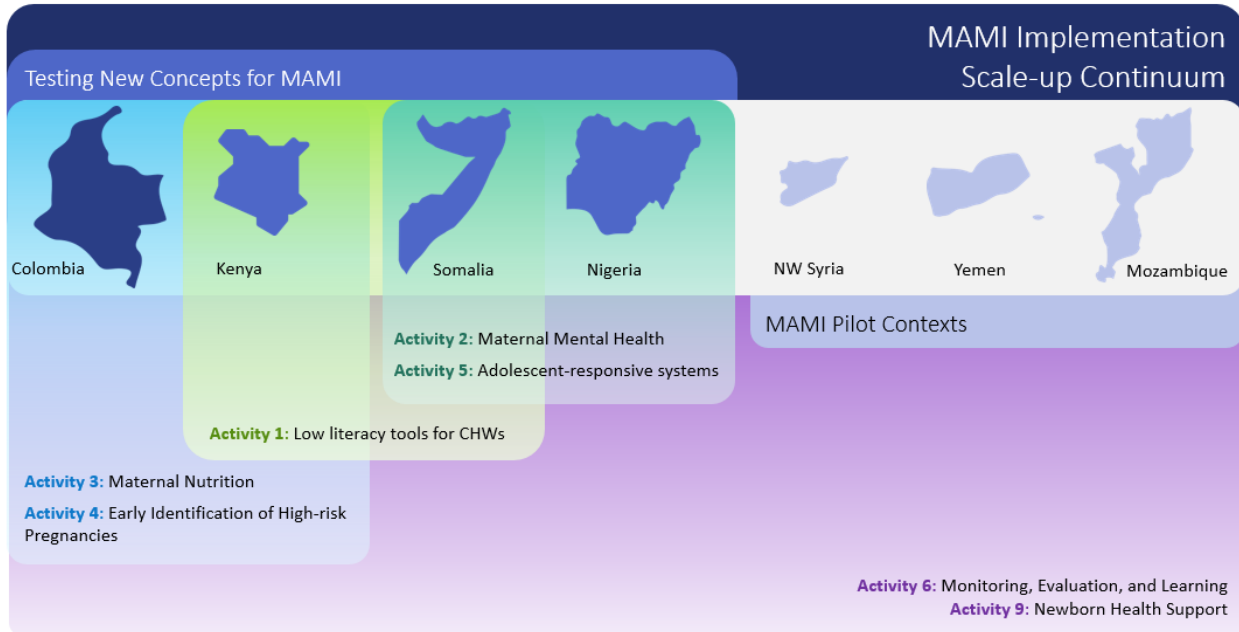 MAMI Implementation
Scale-up Continuum
Testing New Concepts for MAMI
Colombia
Kenya
Somalia
Nigeria
NW Syria
Yemen
Mozambique
MAMI Pilot Contexts
Activity 2: Maternal Mental Health
Activity 5: Adolescent-responsive systems
Activity 1: Low literacy tools for CHWs
Activity 3: Maternal Nutrition
Activity 4: Early Identification of High-risk
Pregnancies
Activity 6: Monitoring, Evaluation, and Learning
Activity 9: Newborn Health Support